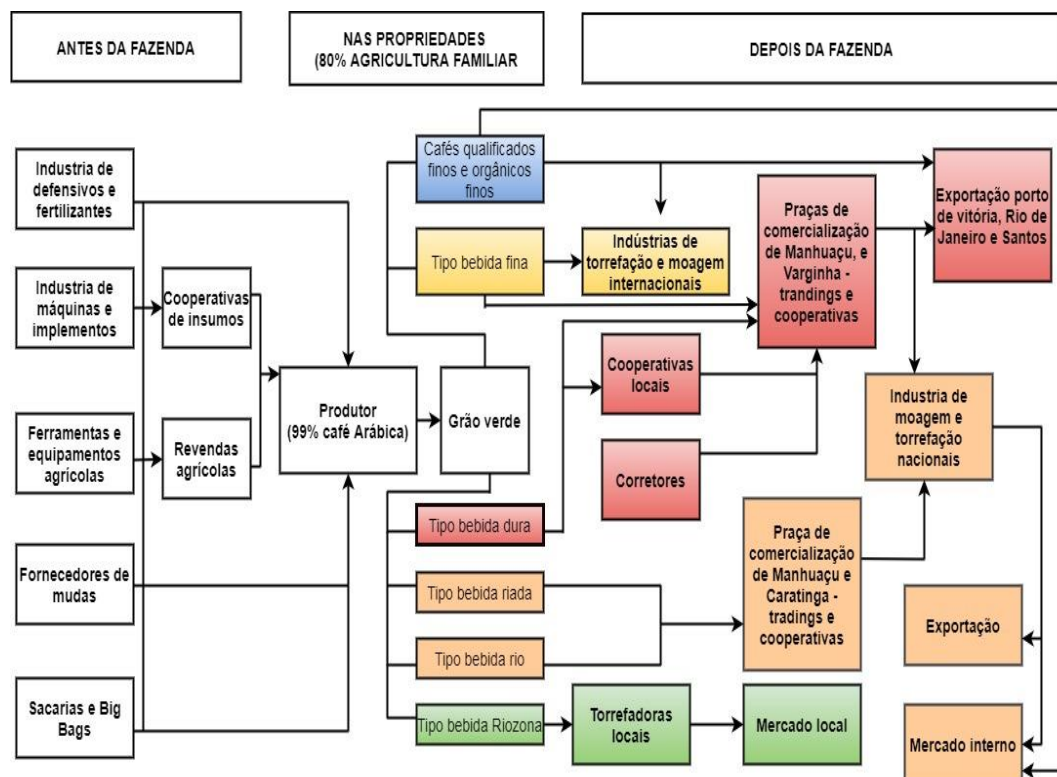 ANTES DA FAZENDA
NAS PROPRIEDADES
(80% AGRICULTURA FAMILIAR
DEPOIS DA FAZENDA
Industria de
defensivos e
fertilizantes
Industria de
máquinas e
implementos
Ferramentas e
equipamentos
agrícolas
Fornecedores de
mudas
Sacarias e Big
Bags
Cooperativas
de insumos
Revendas
agrícolas
Produtor
(99% café Arábica)
Grão verde
Cafés qualificados
finos e orgânicos
finos
Tipo bebida fina
Tipo bebida dura
Tipo bebida riada
Tipo bebida rio
Tipo bebida Riozona
Indústrias de
torrefação e moagem
internacionais
Cooperativas
locais
Corretores
Torrefadoras
locais
Praças de
comercialização
de Manhuaçú, e
Varginha -
trandings e
cooperativas
Praça de
comercialização
de Manhuaçu e
Caratinga -
tradings e
cooperativas
Mercado local
Exportação porto
de vitória, Rio de
Janeiro e Santos
Industria de
moagem e
torrefação
nacionais
Exportação
Mercado interno